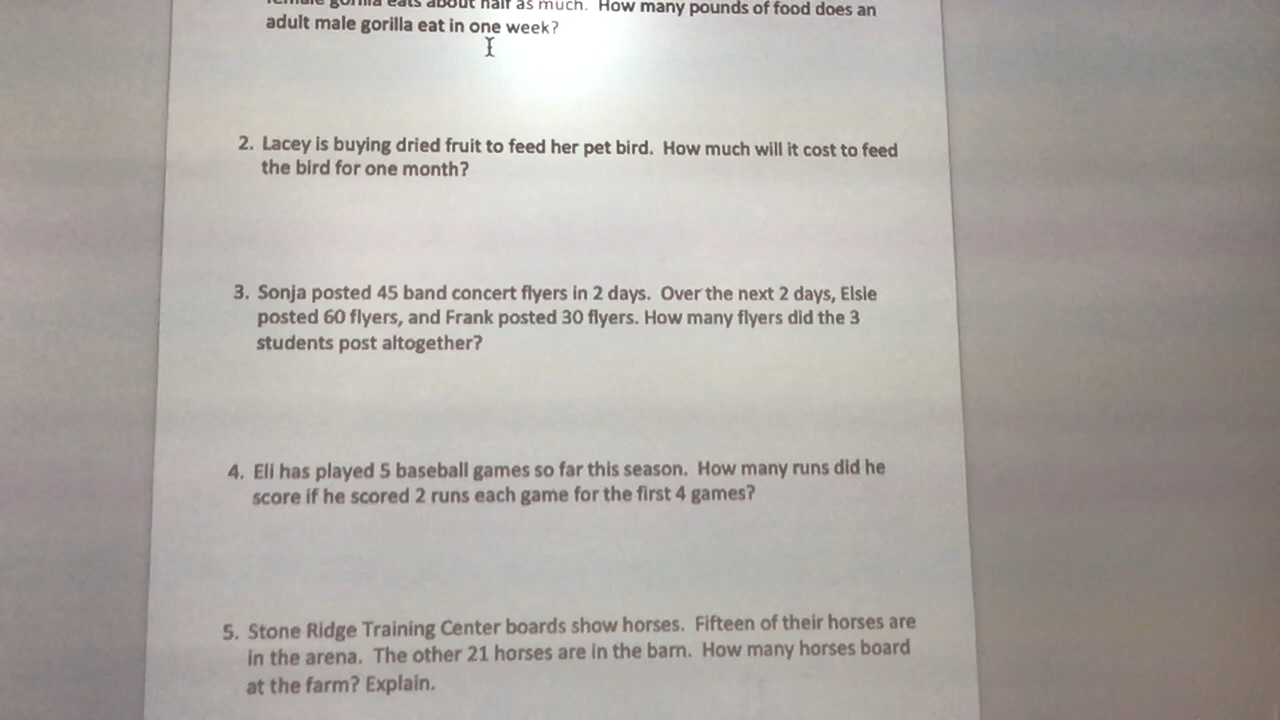 female gorilla eats about half as much. How many pounds of food does an
adult male gorilla eat in one week?
2. Lacey is buying dried fruit to feed her pet bird. How much will it cost to feed
the bird for one month?
3. Sonja posted 45 band concert flyers in 2 days. Over the next 2 days, Elsie
posted 60 flyers, and Frank posted 30 flyers. How many flyers did the 3
students post altogether?
4. Eli has played 5 baseball games so far this season. How many runs did he
score if he scored 2 runs each game for the first 4 games?
5. Stone Ridge Training Center boards show horses. Fifteen of their horses are
in the arena. The other 21 horses are in the barn. How many horses board
at the farm? Explain.